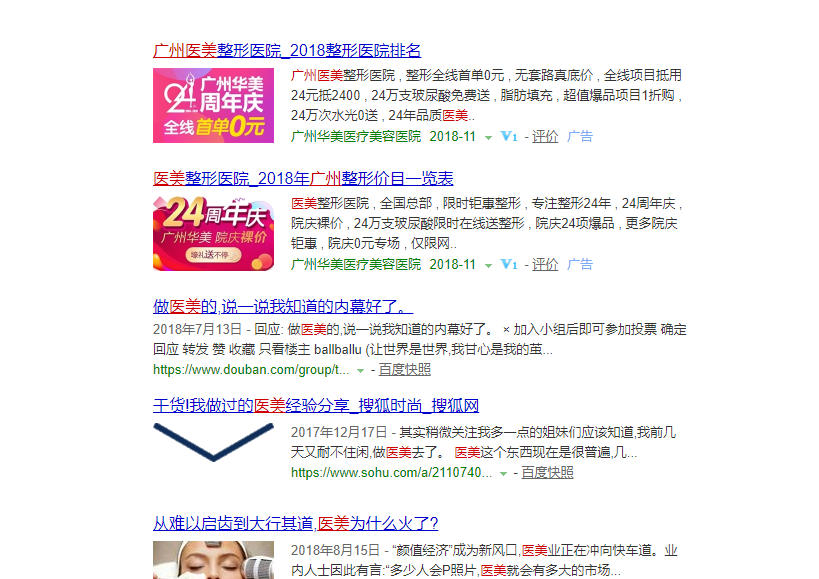 广州医美整形医院_2018整形医院排名
广州华美
24周年庆
全线首单0元
广州医美整形医院 , 整形全线首单0元 , 无套路真底价 , 全线项目抵用
24元抵2400 , 24万支玻尿酸免费送 , 脂肪填充 , 超值爆品项目1折购 ,
24万次水光0送 , 24年品质医美..
广州华美医疗美容医院 2018-11 V1 - 评价 广告
医美整形医院_2018年广州整形价目一览表
24周年庆
广州华美 院庆裸价
壕礼送不停
医美整形医院 , 全国总部 , 限时钜惠整形 , 专注整形24年 , 24周年庆 ,
院庆裸价 , 24万支玻尿酸限时在线送整形 , 院庆24项爆品 , 更多院庆
钜惠 , 院庆0元专场 , 仅限网..
广州华美医疗美容医院 2018-11 V1 - 评价 广告
做医美的,说一说我知道的内幕好了。
2018年7月13日 - 回应: 做医美的,说一说我知道的内幕好了。 × 加入小组后即可参加投票 确定
回应 转发 赞 收藏 只看楼主 ballballu (让世界是世界,我甘心是我的茧...
https://www.douban.com/group/t... - 百度快照
干货!我做过的医美经验分享_搜狐时尚_搜狐网
2017年12月17日 - 其实稍微关注我多一点的姐妹们应该知道,我前几
天又耐不住闲,做医美去了。 医美这个东西现在是很普遍,几...
https://www.sohu.com/a/2110740... - 百度快照
从难以启齿到大行其道,医美为什么火了?
2018年8月15日 - “颜值经济”成为新风口,医美业正在冲向快车道。业
内人士因此有言:“多少人会P照片,医美就会有多大的市场...